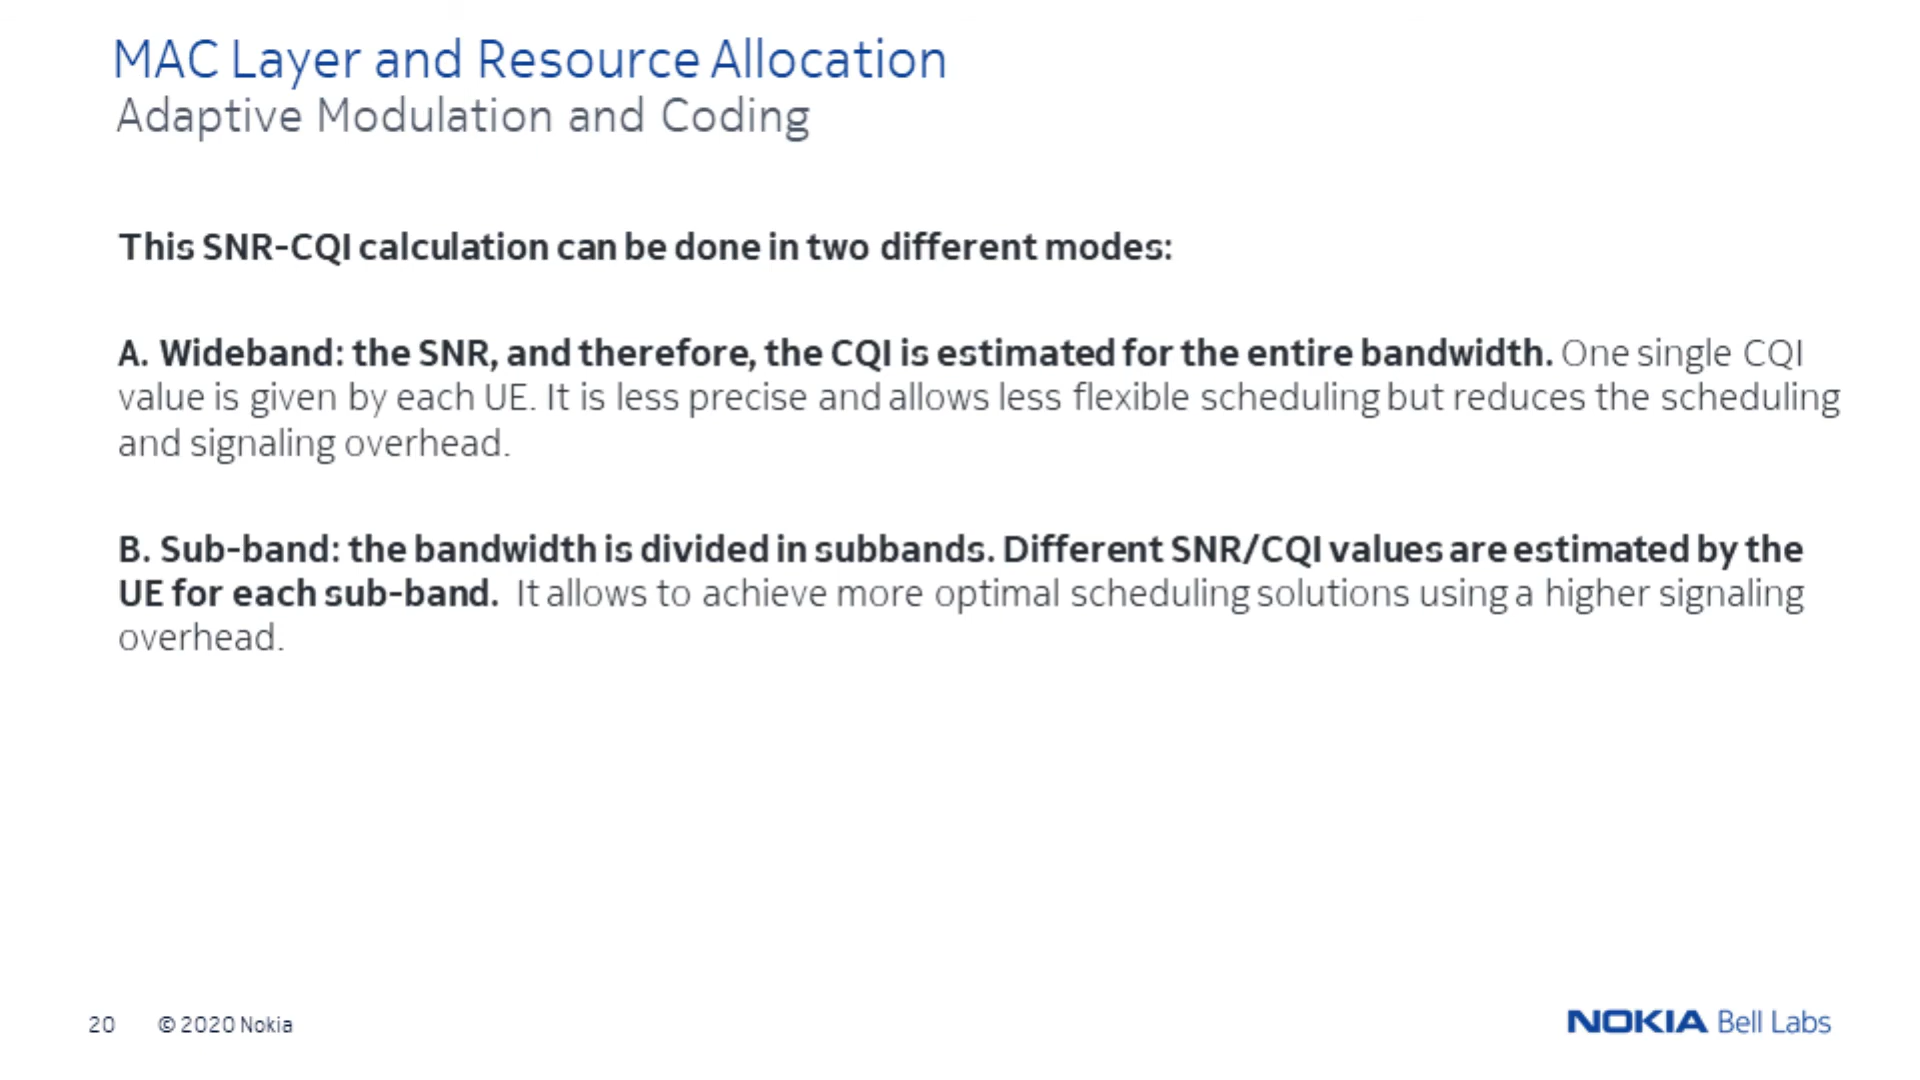 MAC Layer and Resource Allocation
Adaptive Modulation and Coding
This SNR-CQI calculation can be done in two different modes:
A. Wideband: the SNR, and therefore, the CQI is estimated for the entire bandwidth. One single CQI
value is given by each UE. It is less precise and allows less flexible scheduling but reduces the scheduling
and signaling overhead.
B. Sub-band: the bandwidth is divided in subbands. Different SNR/CQI values are estimated by the
UE for each sub-band. It allows to achieve more optimal scheduling solutions using a higher signaling
overhead.
20 © 2020 Nokia
NOKIA Bell Labs